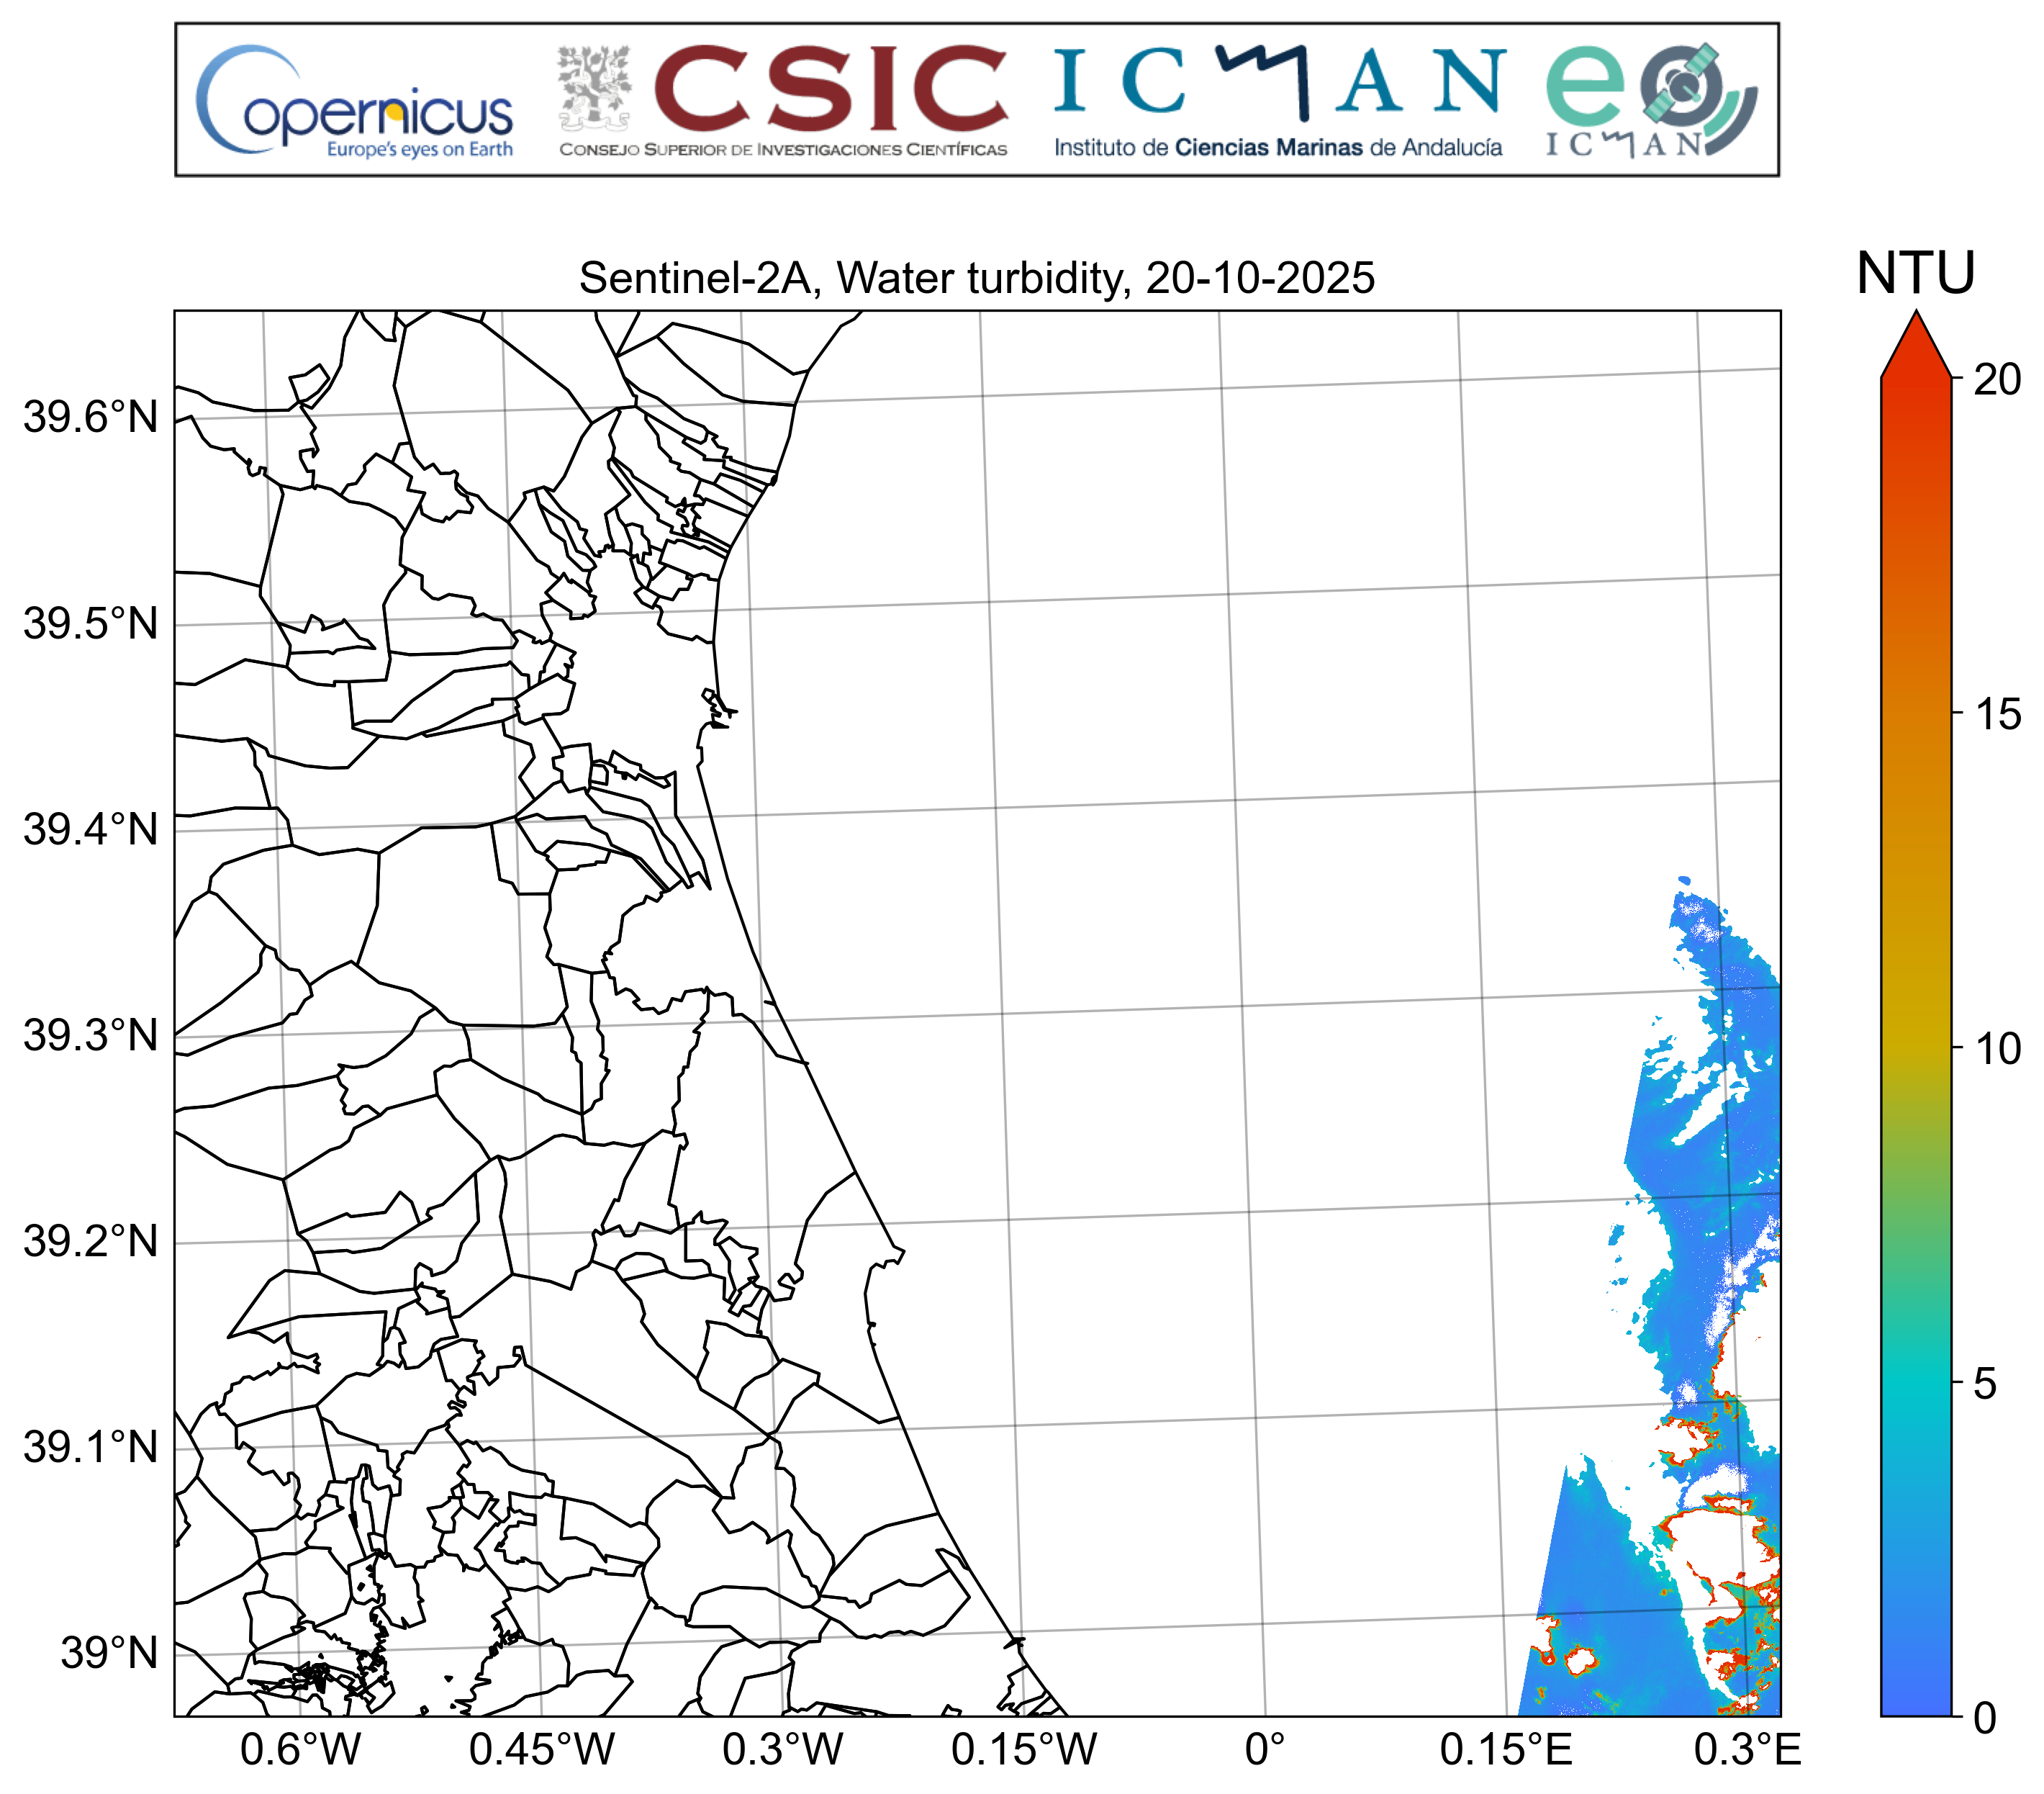 Copernicus
Europe's eyes on Earth
CSIC
CONSEJO SUPERIOR DE INVESTIGACIONES CIENTÍFICAS
ICMAN
Instituto de Ciencias Marinas de Andalucía
eo
ICMAN
Sentinel-2A, Water turbidity, 20-10-2025
NTU
39.6°N
39.5°N
39.4°N
39.3°N
39.2°N
39.1°N
39°N
0.6°W
0.45°W
0.3°W
0.15°W
0°
0.15°E
0.3°E
20
15
10
5
0